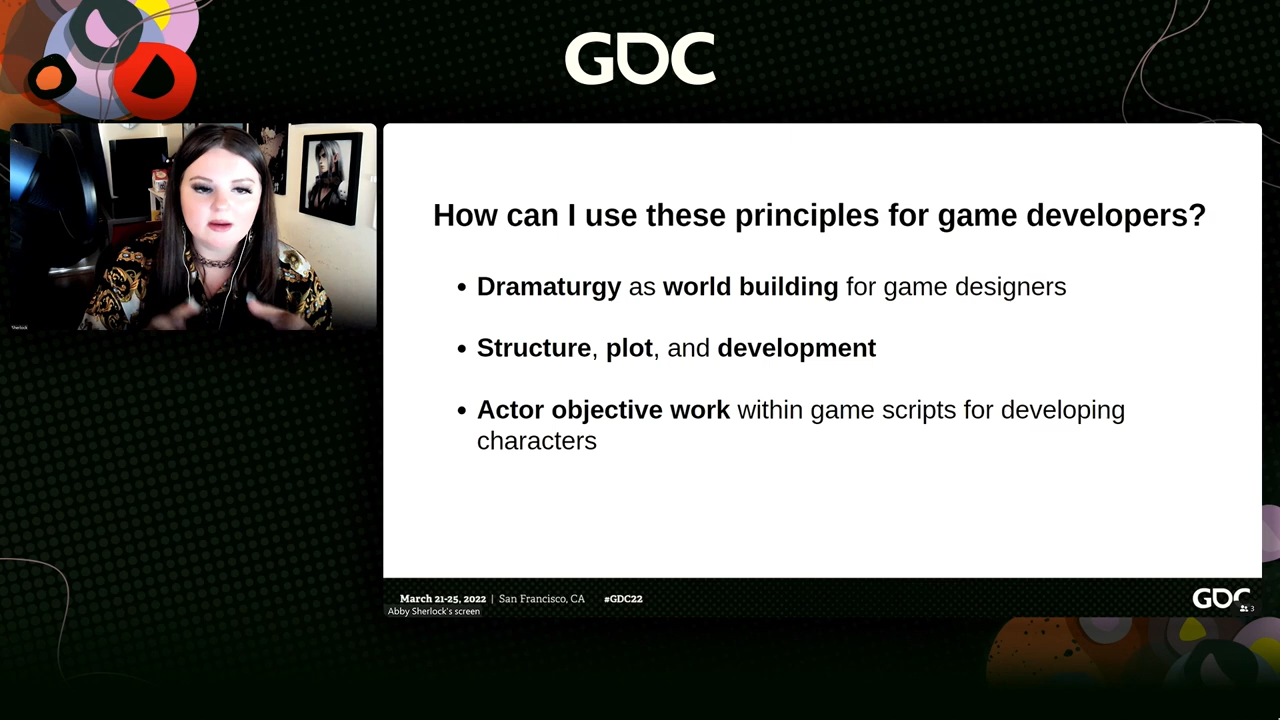 GDC
Sherlock
How can I use these principles for game developers?
• Dramaturgy as world building for game designers
• Structure, plot, and development
• Actor objective work within game scripts for developing
characters
March 21-25, 2022 | San Francisco, CA #GDC22
GDC
Abby Sherlock's screen
3